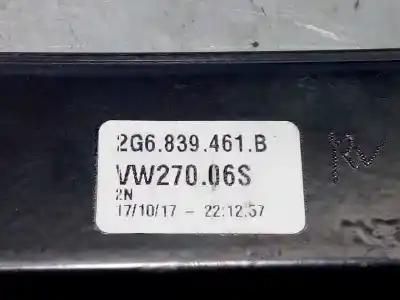 2G6.839.461.B
VW270.06S
2N
17/10/17 – 22:12:57